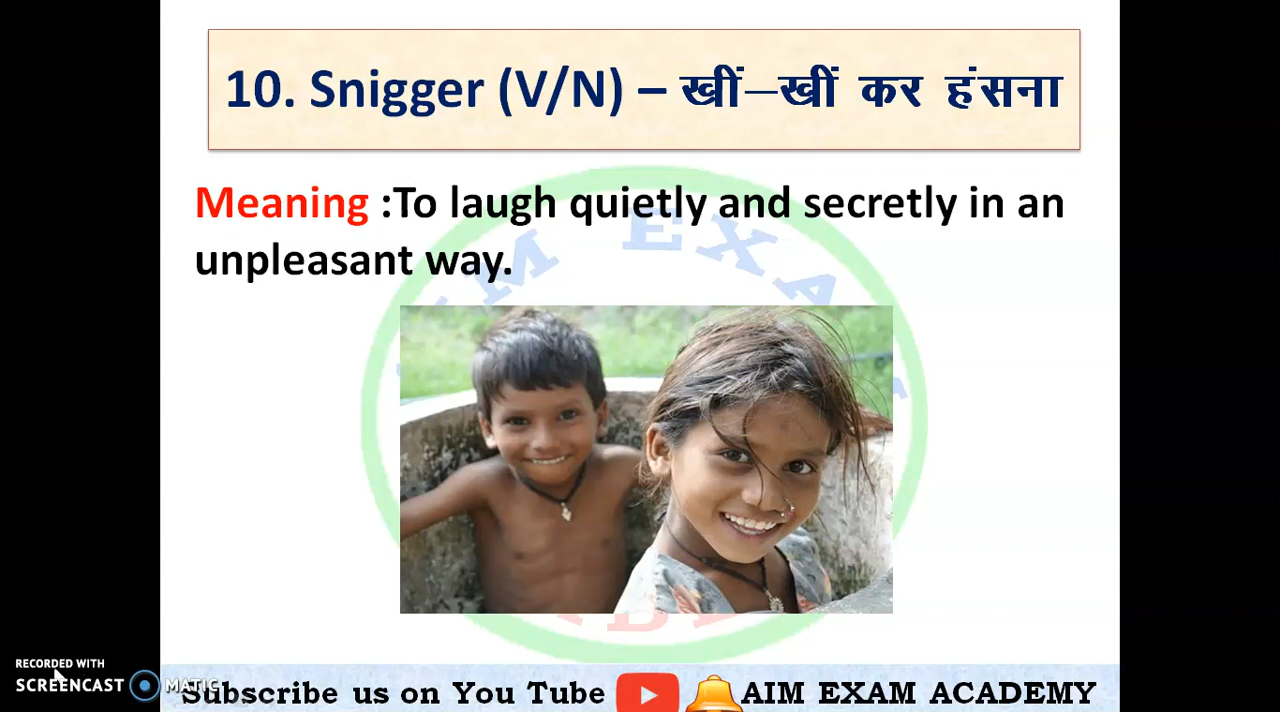 10. Snigger (V/N) – खीं–खीं कर हंसना
Meaning :To laugh quietly and secretly in an
unpleasant way.
RECORDED WITH
SCREENCAST MATIC
Subscribe us on You Tube AIM EXAM ACADEMY